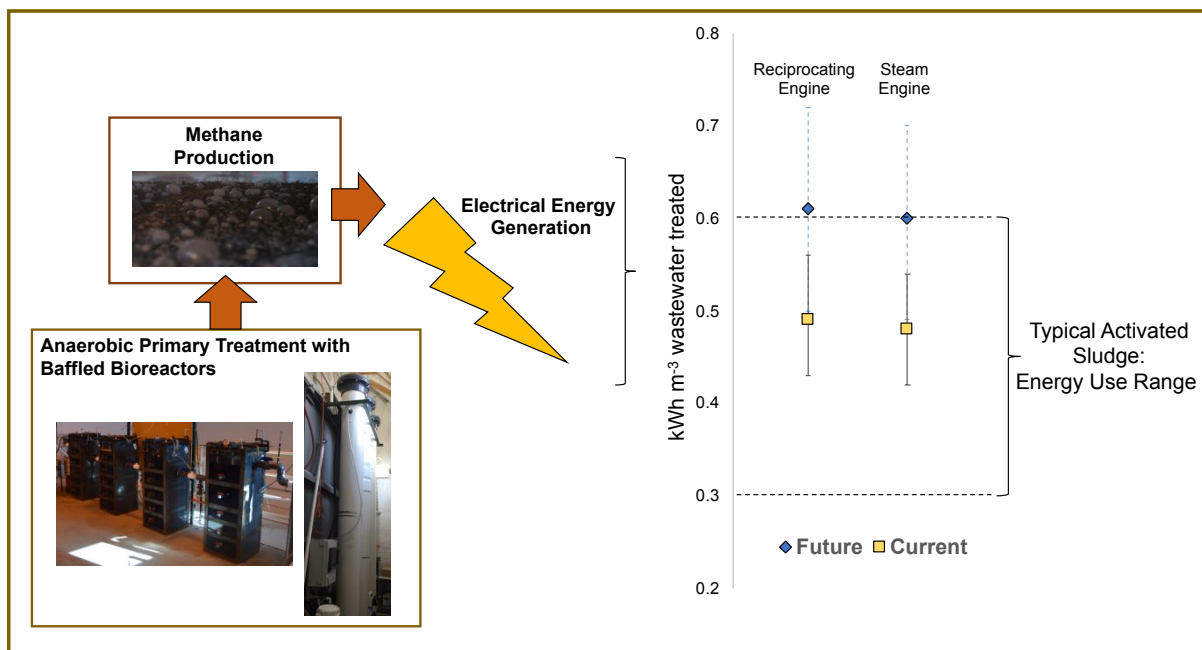 Methane
Production
Electrical Energy
Generation
Anaerobic Primary Treatment with
Baffled Bioreactors
kWh m⁻³ wastewater treated
0.8
0.7
0.6
0.5
0.4
0.3
0.2
Reciprocating
Engine
Steam
Engine
Future
Current
Typical Activated
Sludge:
Energy Use Range